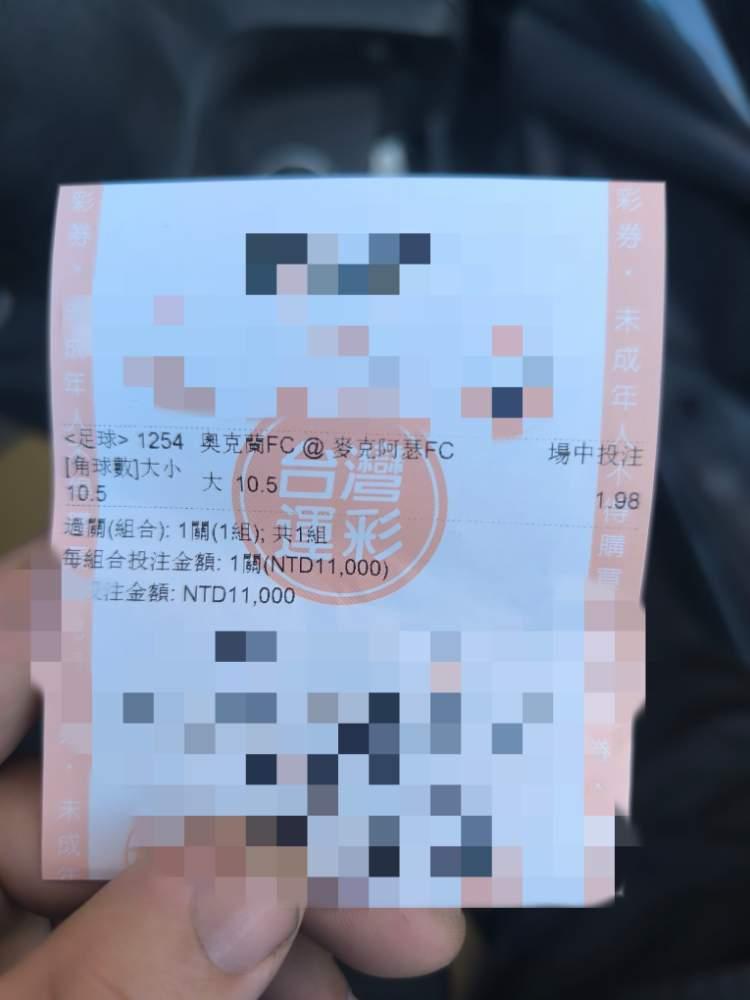 <足球> 1254 奧克蘭FC @ 麥克阿瑟FC 場中投注
[角球數]大小 大 10.5 1.98
10.5
過關(組合): 1關(1組); 共1組
每組合投注金額: 1關(NTD11,000)
投注金額: NTD11,000
台灣
運彩
彩券・
成年人
未成年
彩券・未成年人不得購買
券・